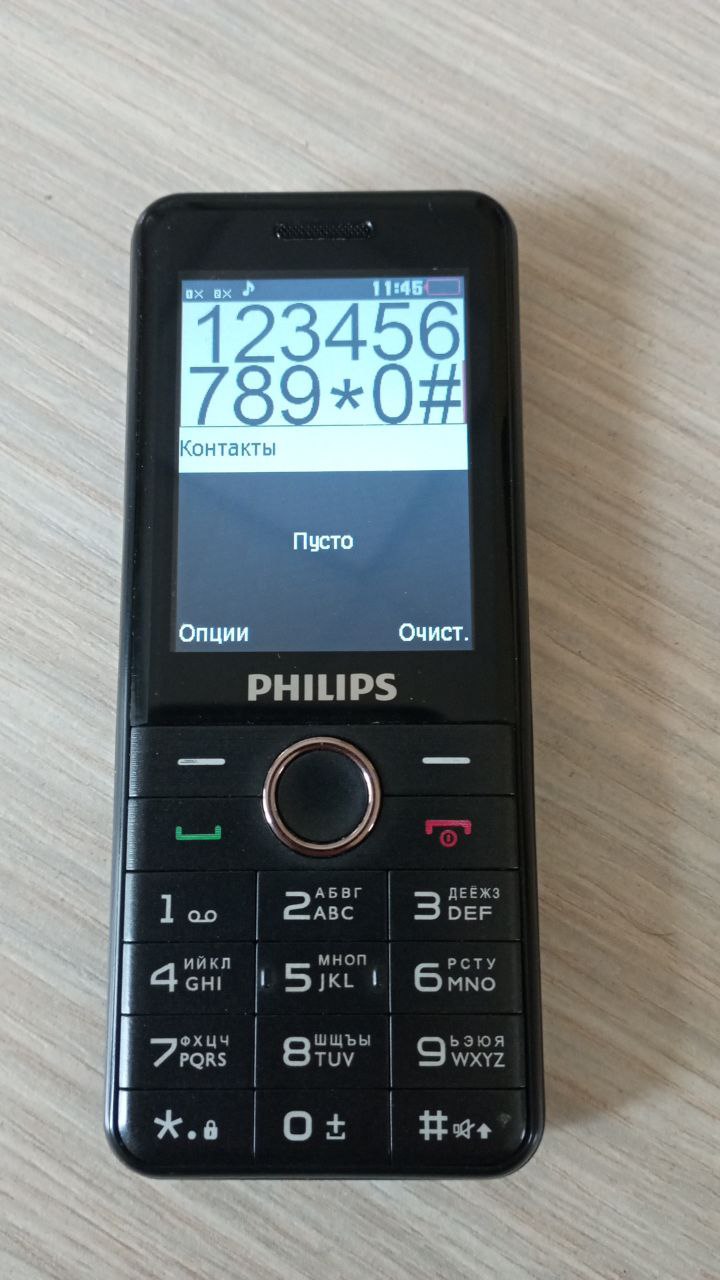 11:45
123456
789*0#
Контакты
Пусто
Опции Очист.
PHILIPS
1 2 АБВГ ABC 3 ДЕЁЖЗ DEF
4 ИЙКЛ GHI 5 МНОП JKL 6 РСТУ MNO
7 ФХЦЧ PQRS 8 ШЩЪЫ TUV 9 ЬЭЮЯ WXYZ
*. 0 ± #